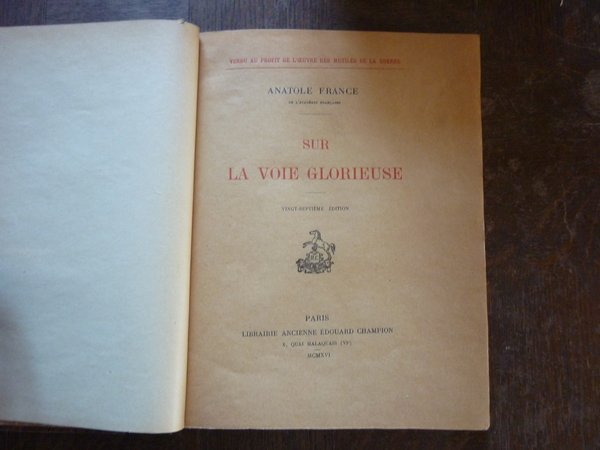 VENDU AU PROFIT DE L'ŒUVRE DES MUTILÉS DE LA GUERRE
ANATOLE FRANCE
DE L'ACADÉMIE FRANÇAISE
SUR
LA VOIE GLORIEUSE
VINGT-SEPTIÈME ÉDITION
PARIS
LIBRAIRIE ANCIENNE ÉDOUARD CHAMPION
5, QUAI MALAQUAIS (VIᵉ)
MCMXVI